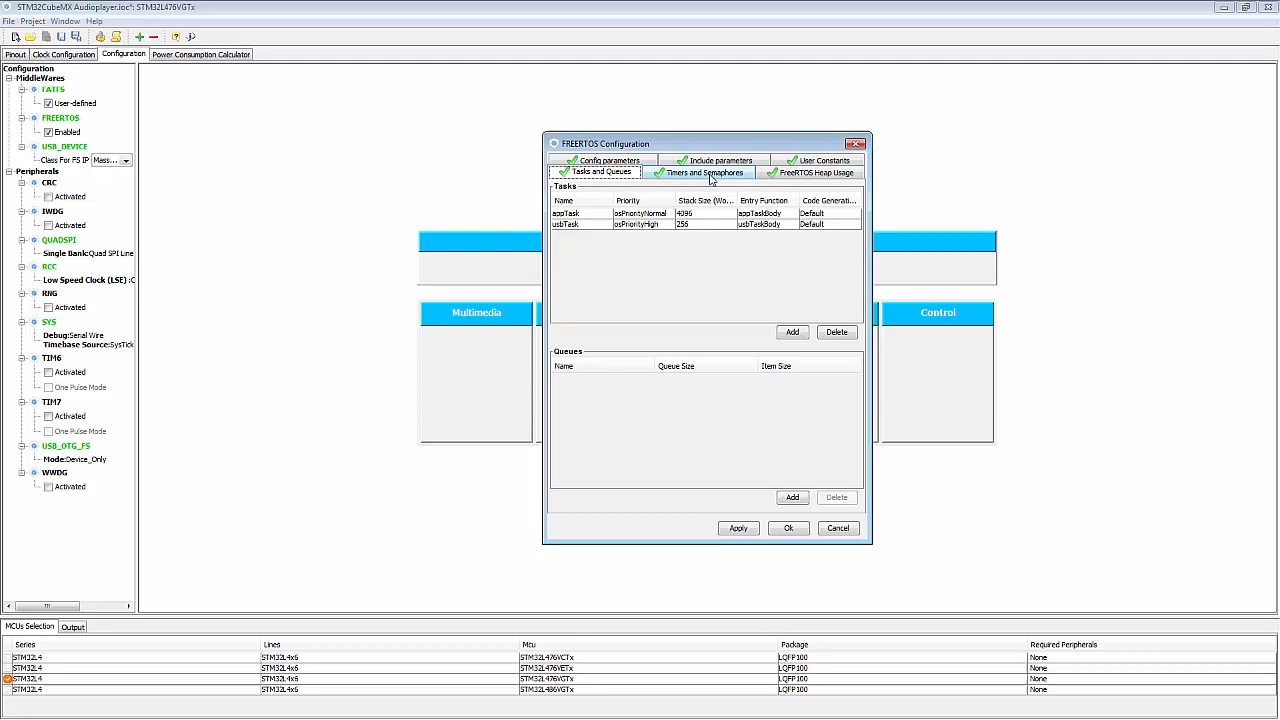 STM32CubeMX Audioplayer.ioc*: STM32L476VGTx
File Project Window Help
Pinout Clock Configuration Configuration Power Consumption Calculator
Configuration
MiddleWares
FATFS
User-defined
FREERTOS
Enabled
USB_DEVICE
Class For FS IP Mass...
Peripherals
CRC
Activated
IWDG
Activated
QUADSPI
Single Bank:Quad SPI Line
RCC
Low Speed Clock (LSE) :C
RNG
Activated
SYS
Debug:Serial Wire
Timebase Source:SysTick
TIM6
Activated
One Pulse Mode
TIM7
Activated
One Pulse Mode
USB_OTG_FS
Mode:Device_Only
WWDG
Activated
Multimedia
Control
FREERTOS Configuration
Config parameters Include parameters User Constants
Tasks and Queues Timers and Semaphores FreeRTOS Heap Usage
Tasks
Name Priority Stack Size (Wo... Entry Function Code Generati...
appTask osPriorityNormal 4096 appTaskBody Default
usbTask osPriorityHigh 256 usbTaskBody Default
Add Delete
Queues
Name Queue Size Item Size
Add Delete
Apply Ok Cancel
MCUs Selection Output
Series Lines Mcu Package Required Peripherals
STM32L4 STM32L4x6 STM32L476VCTx LQFP100 None
STM32L4 STM32L4x6 STM32L476VETx LQFP100 None
STM32L4 STM32L4x6 STM32L476VGTx LQFP100 None
STM32L4 STM32L4x6 STM32L486VGTx LQFP100 None